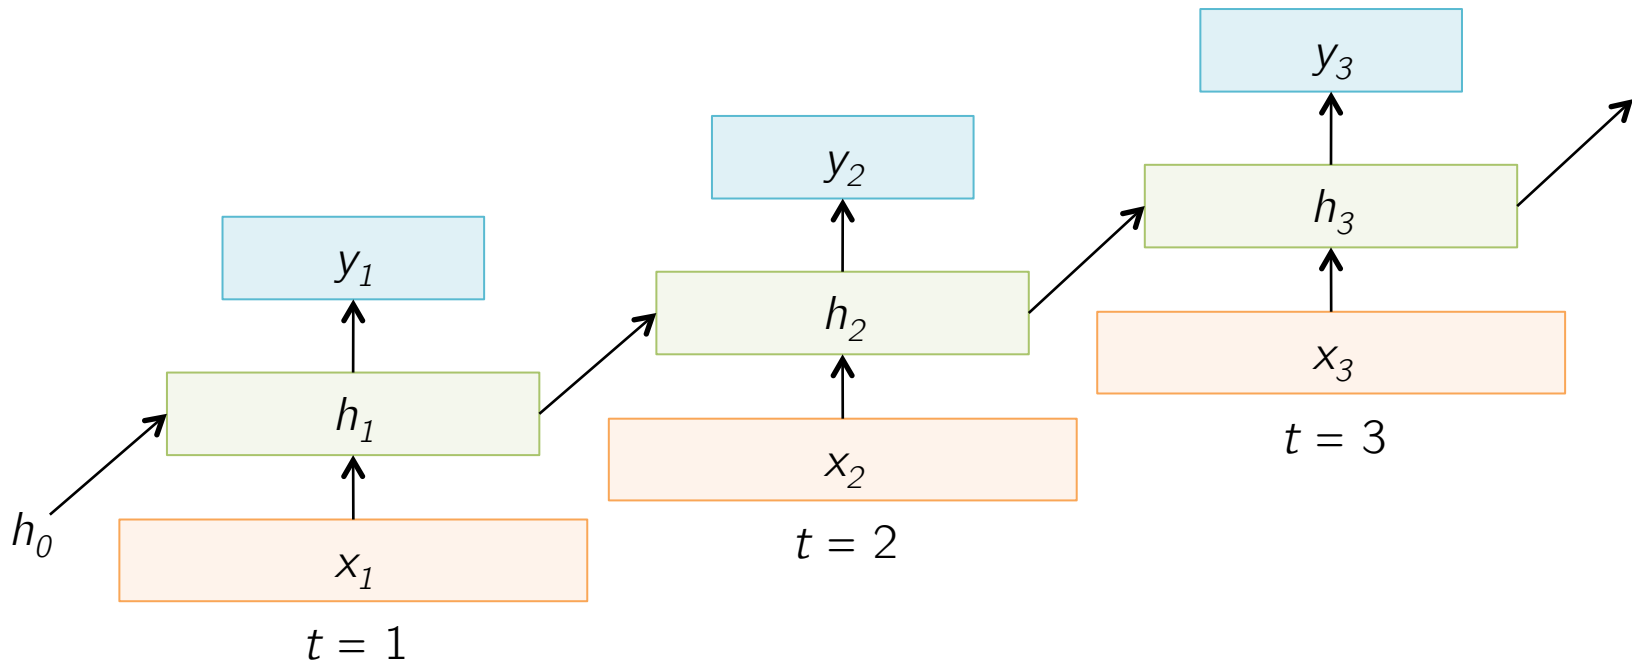 y₁
h₁
h₀
x₁
t = 1
y₂
h₂
x₂
t = 2
y₃
h₃
x₃
t = 3